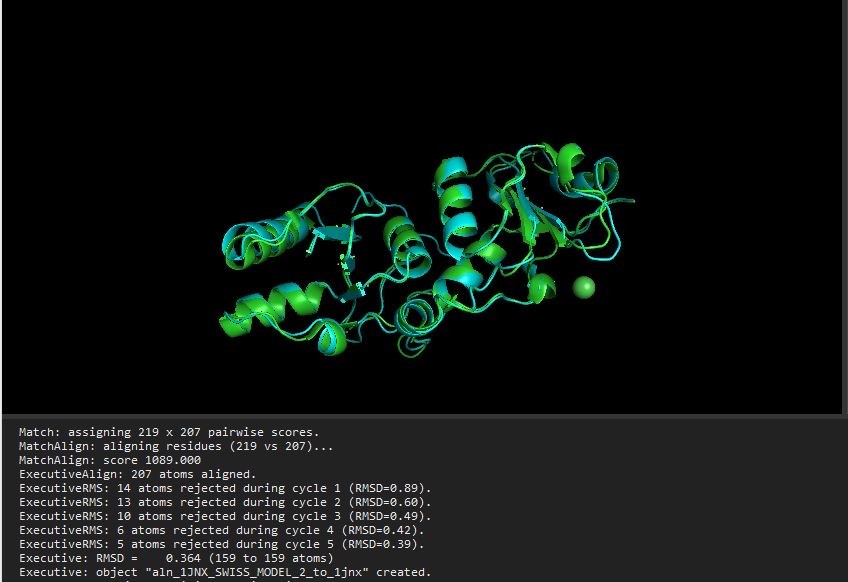 Match: assigning 219 x 207 pairwise scores.
MatchAlign: aligning residues (219 vs 207)...
MatchAlign: score 1089.000
ExecutiveAlign: 207 atoms aligned.
ExecutiveRMS: 14 atoms rejected during cycle 1 (RMSD=0.89).
ExecutiveRMS: 13 atoms rejected during cycle 2 (RMSD=0.60).
ExecutiveRMS: 10 atoms rejected during cycle 3 (RMSD=0.49).
ExecutiveRMS: 6 atoms rejected during cycle 4 (RMSD=0.42).
ExecutiveRMS: 5 atoms rejected during cycle 5 (RMSD=0.39).
Executive: RMSD =    0.364 (159 to 159 atoms)
Executive: object "aln_1JNX_SWISS_MODEL_2_to_1jnx" created.